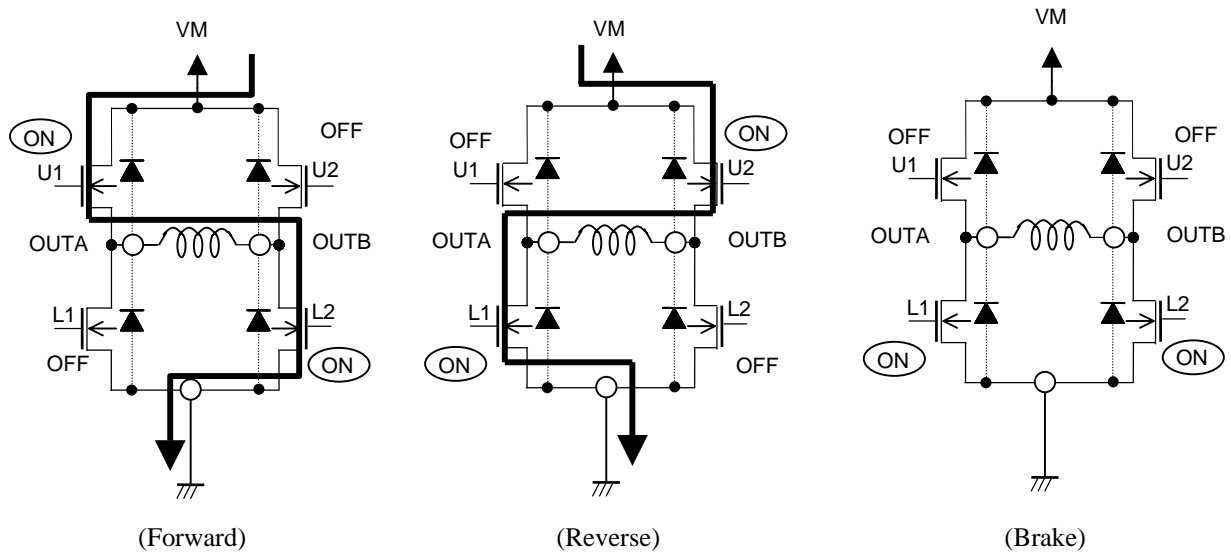 VM
ON
OFF
U1
U2
OUTA
OUTB
L1
L2
OFF
ON
(Forward)
VM
OFF
ON
U1
U2
OUTA
OUTB
L1
L2
ON
OFF
(Reverse)
VM
OFF
OFF
U1
U2
OUTA
OUTB
L1
L2
ON
ON
(Brake)